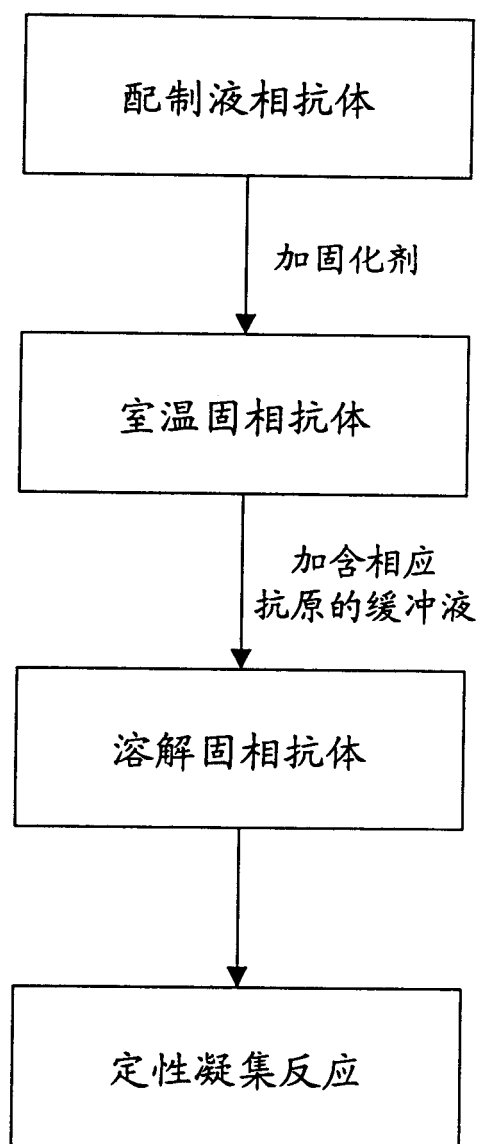 配制液相抗体
加固化剂
室温固相抗体
加含相应
抗原的缓冲液
溶解固相抗体
定性凝集反应